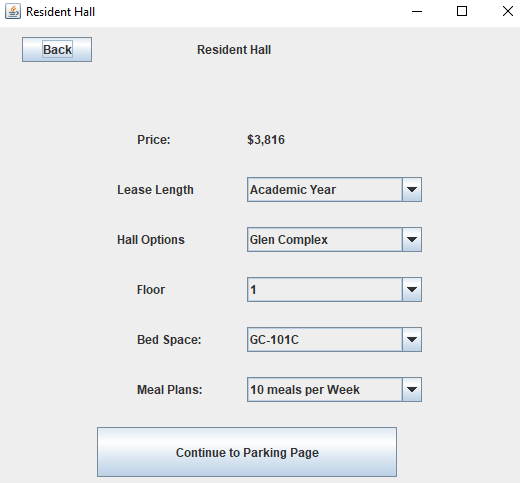 Resident Hall
Back Resident Hall
Price: $3,816
Lease Length Academic Year
Hall Options Glen Complex
Floor 1
Bed Space: GC-101C
Meal Plans: 10 meals per Week
Continue to Parking Page